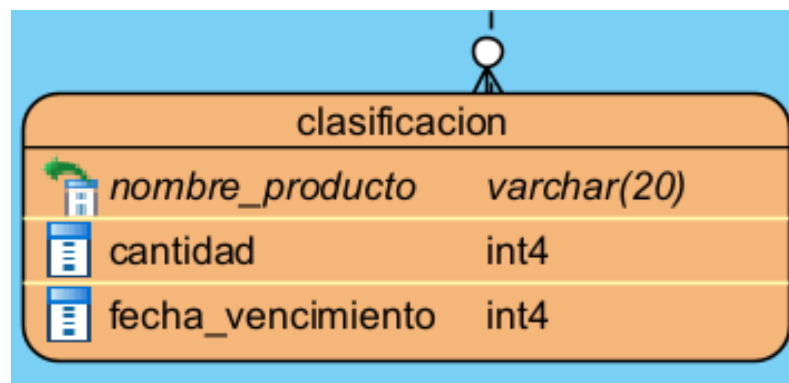 clasificacion
nombre_producto varchar(20)
cantidad int4
fecha_vencimiento int4